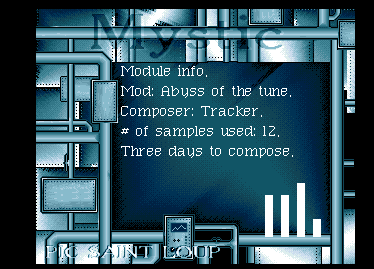 Mystic
Module info.
Mod: Abyss of the tune.
Composer: Tracker.
# of samples used: 12.
Three days to compose.
PIC SAINT LOUP